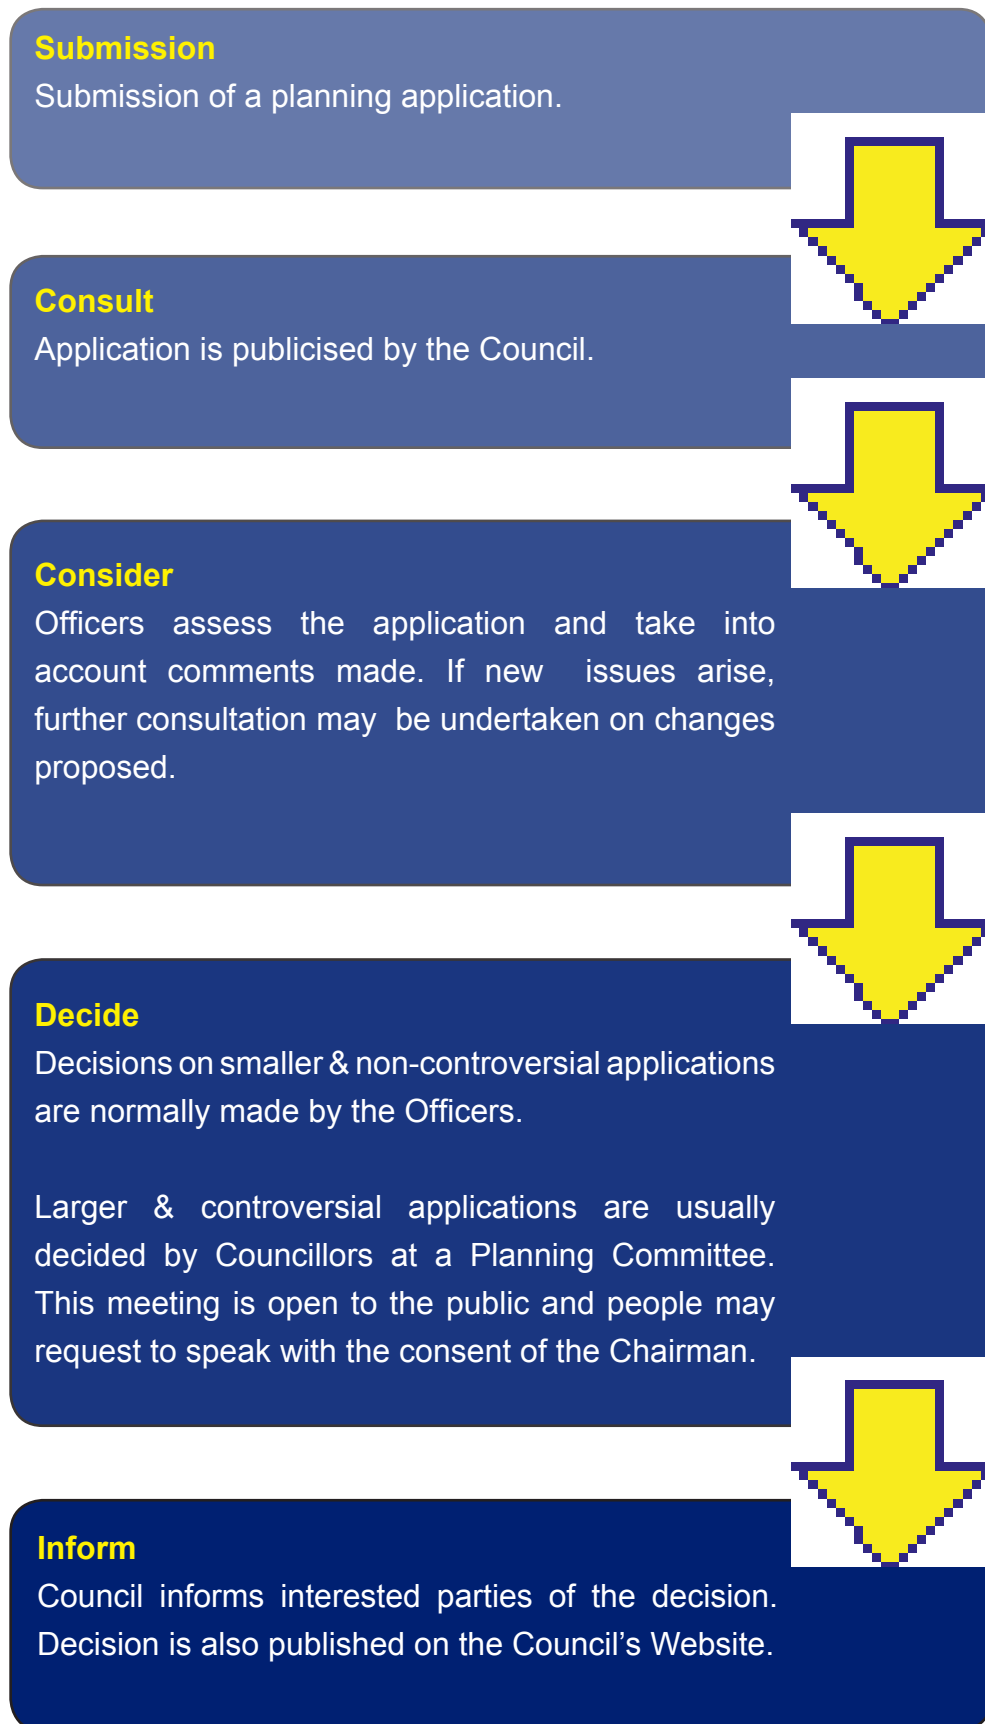 Submission
Submission of a planning application.
Consult
Application is publicised by the Council.
Consider
Officers assess the application and take into
account comments made. If new issues arise,
further consultation may be undertaken on changes
proposed.
Decide
Decisions on smaller & non-controversial applications
are normally made by the Officers.
Larger & controversial applications are usually
decided by Councillors at a Planning Committee.
This meeting is open to the public and people may
request to speak with the consent of the Chairman.
Inform
Council informs interested parties of the decision.
Decision is also published on the Council’s Website.